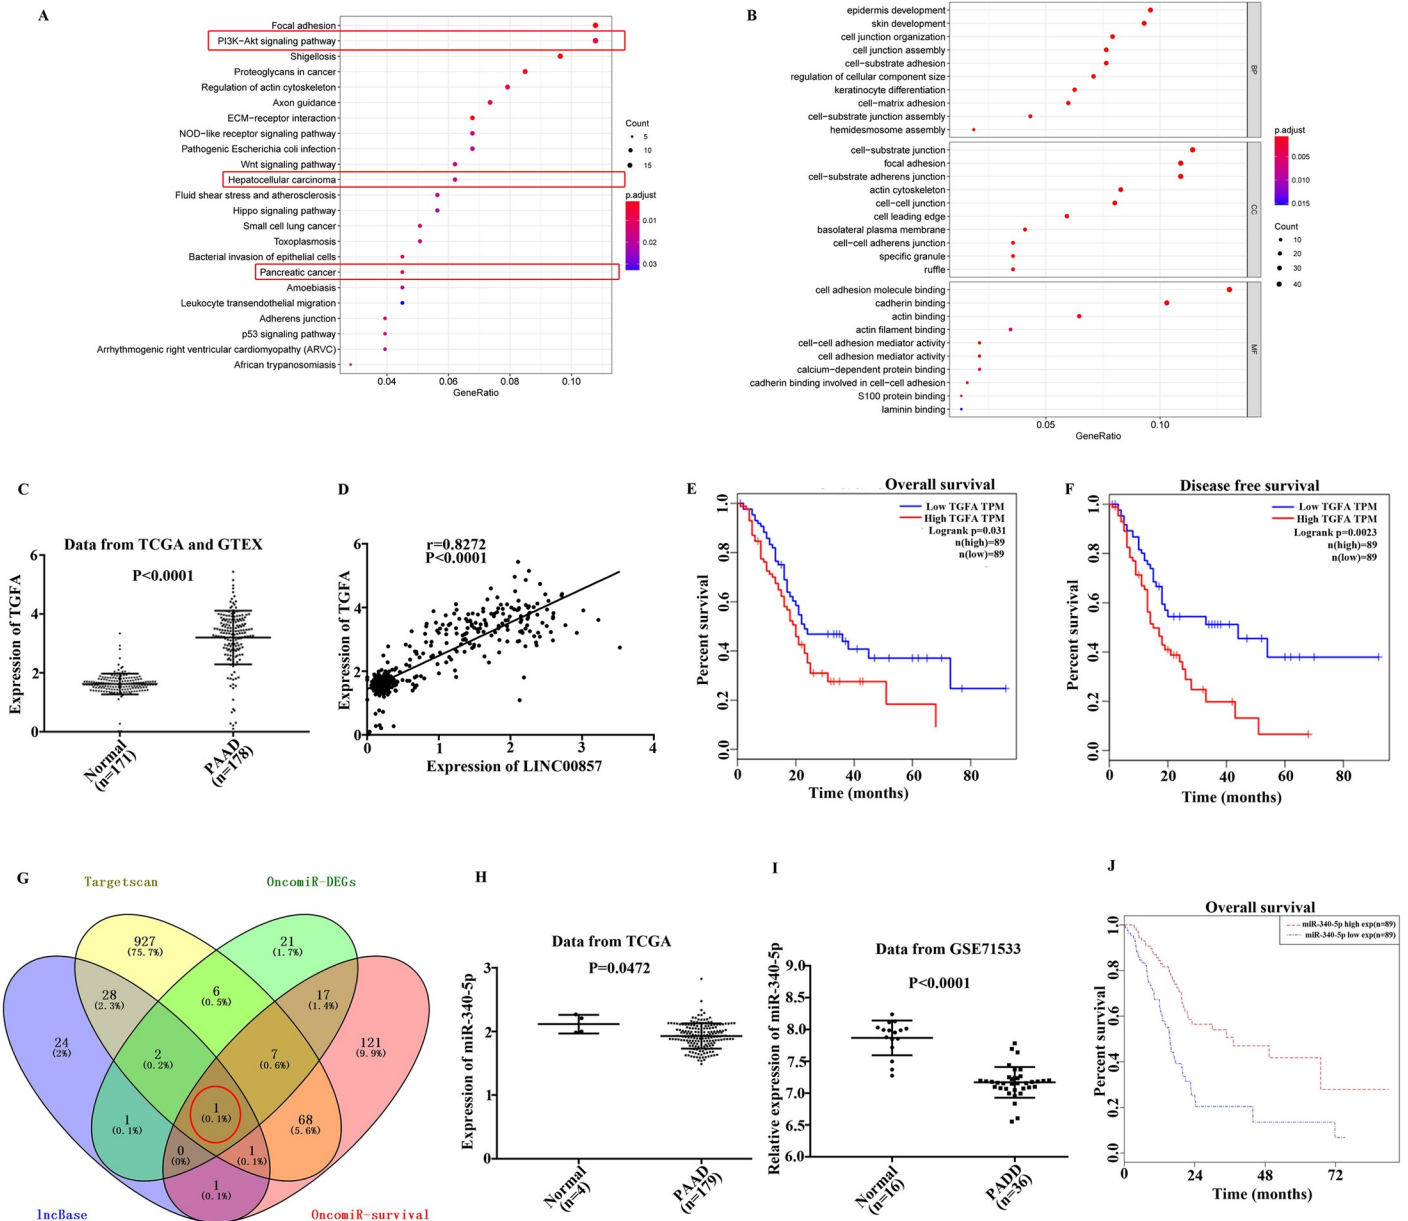 A
Focal adhesion
PI3K−Akt signaling pathway
Shigellosis
Proteoglycans in cancer
Regulation of actin cytoskeleton
Axon guidance
ECM−receptor interaction
NOD−like receptor signaling pathway
Pathogenic Escherichia coli infection
Wnt signaling pathway
Hepatocellular carcinoma
Fluid shear stress and atherosclerosis
Hippo signaling pathway
Small cell lung cancer
Toxoplasmosis
Bacterial invasion of epithelial cells
Pancreatic cancer
Amoebiasis
Leukocyte transendothelial migration
Adherens junction
p53 signaling pathway
Arrhythmogenic right ventricular cardiomyopathy (ARVC)
African trypanosomiasis
0.04 0.06 0.08 0.10
GeneRatio
Count
5
10
15
p.adjust
0.01
0.02
0.03
B
epidermis development
skin development
cell junction organization
cell junction assembly
cell−substrate adhesion
regulation of cellular component size
keratinocyte differentiation
cell−matrix adhesion
cell−substrate junction assembly
hemidesmosome assembly
BP
cell−substrate junction
focal adhesion
cell−substrate adherens junction
actin cytoskeleton
cell−cell junction
cell leading edge
basolateral plasma membrane
cell−cell adherens junction
specific granule
ruffle
CC
cell adhesion molecule binding
cadherin binding
actin binding
actin filament binding
cell−cell adhesion mediator activity
cell adhesion mediator activity
calcium−dependent protein binding
cadherin binding involved in cell−cell adhesion
S100 protein binding
laminin binding
MF
0.05 0.10
GeneRatio
p.adjust
0.005
0.010
0.015
Count
10
20
30
40
C
Data from TCGA and GTEX
P<0.0001
Expression of TGFA
6
4
2
0
Normal
(n=171)
PAAD
(n=178)
D
r=0.8272
P<0.0001
Expression of TGFA
6
4
2
0
0 1 2 3 4
Expression of LINC00857
E
Overall survival
Low TGFA TPM
High TGFA TPM
Logrank p=0.031
n(high)=89
n(low)=89
Percent survival
1.0
0.8
0.6
0.4
0.2
0.0
0 20 40 60 80
Time (months)
F
Disease free survival
Low TGFA TPM
High TGFA TPM
Logrank p=0.0023
n(high)=89
n(low)=89
Percent survival
1.0
0.8
0.6
0.4
0.2
0.0
0 20 40 60 80
Time (months)
G
Targetscan
OncomiR-DEGs
927
(75.7%)
21
(1.7%)
28
(2.3%)
6
(0.5%)
17
(1.4%)
24
(2%)
121
(9.9%)
2
(0.2%)
7
(0.6%)
1
(0.1%)
1
(0.1%)
68
(5.6%)
0
(0%)
1
(0.1%)
1
(0.1%)
lncBase
OncomiR-survival
H
Data from TCGA
P=0.0472
Expression of miR-340-5p
3
2
1
0
Normal
(n=4)
PAAD
(n=179)
I
Data from GSE71533
P<0.0001
Relative expression of miR-340-5p
9.0
8.5
8.0
7.5
7.0
6.5
6.0
Normal
(n=16)
PADD
(n=36)
J
Overall survival
miR-340-5p high exp(n=89)
miR-340-5p low exp(n=89)
Percent survival
1.0
0.8
0.6
0.4
0.2
0.0
0 24 48 72
Time (months)